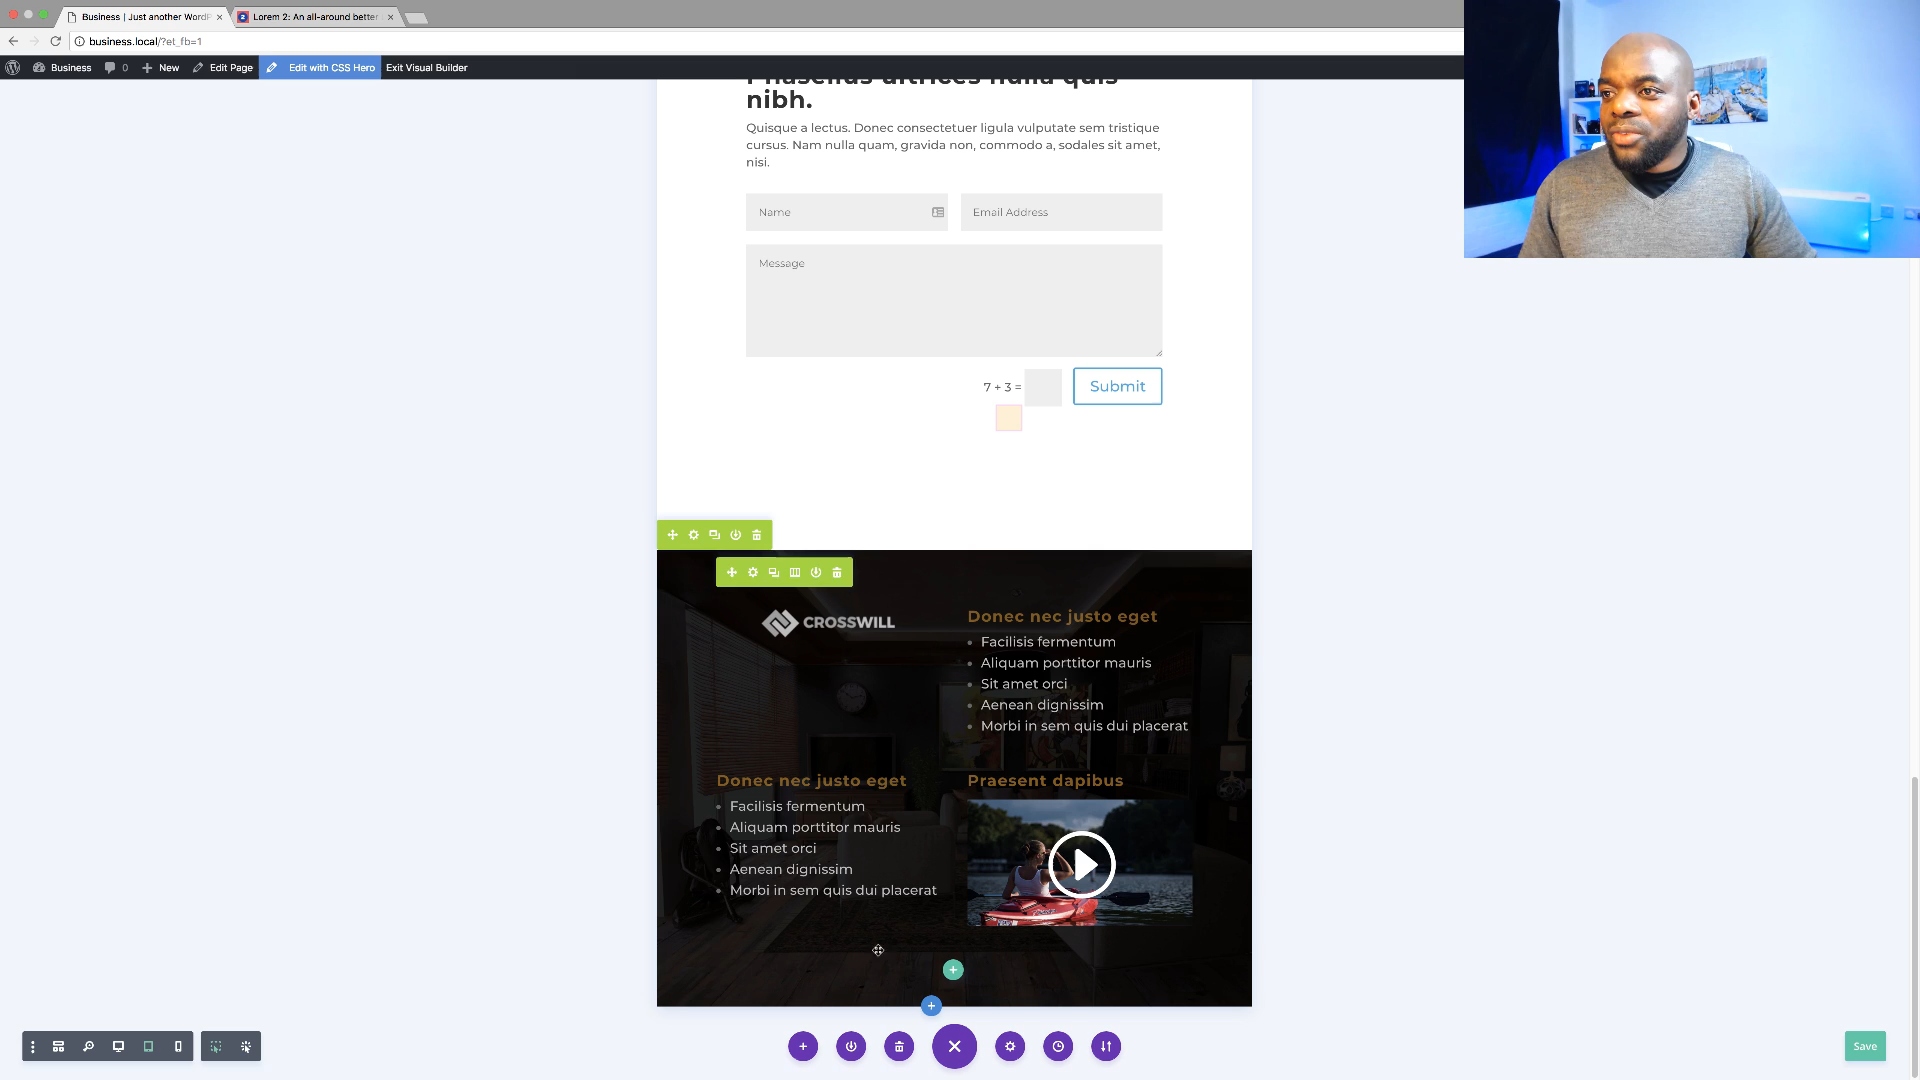 Business | Just another WordP
Lorem 2: An all-around better
business.local/?et_fb=1
Business
0
New
Edit Page
Edit with CSS Hero
Exit Visual Builder
Phasellus ultrices nulla quis
nibh.
Quisque a lectus. Donec consectetuer ligula vulputate sem tristique
cursus. Nam nulla quam, gravida non, commodo a, sodales sit amet,
nisi.
Name
Email Address
Message
7 + 3 =
Submit
CROSSWILL
Donec nec justo eget
Facilisis fermentum
Aliquam porttitor mauris
Sit amet orci
Aenean dignissim
Morbi in sem quis dui placerat
Donec nec justo eget
Facilisis fermentum
Aliquam porttitor mauris
Sit amet orci
Aenean dignissim
Morbi in sem quis dui placerat
Praesent dapibus
Save